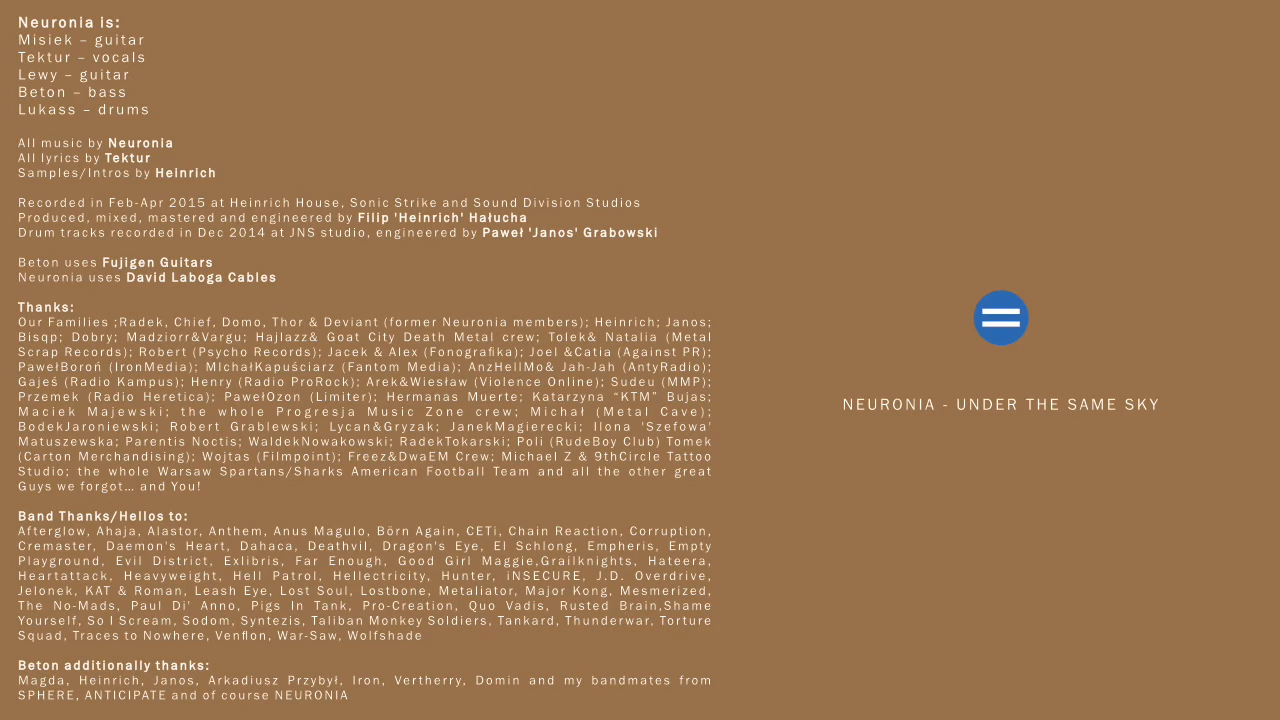 Neuronia is:
Misiek – guitar
Tektur – vocals
Lewy – guitar
Beton – bass
Lukass – drums
All music by Neuronia
All lyrics by Tektur
Samples/Intros by Heinrich
Recorded in Feb-Apr 2015 at Heinrich House, Sonic Strike and Sound Division Studios
Produced, mixed, mastered and engineered by Filip 'Heinrich' Hałucha
Drum tracks recorded in Dec 2014 at JNS studio, engineered by Paweł 'Janos' Grabowski
Beton uses Fujigen Guitars
Neuronia uses David Laboga Cables
Thanks:
Our Families ;Radek, Chief, Domo, Thor & Deviant (former Neuronia members); Heinrich; Janos;
Bisqp; Dobry; Madziorr&Vargu; Hajlazz& Goat City Death Metal crew; Tolek& Natalia (Metal
Scrap Records); Robert (Psycho Records); Jacek & Alex (Fonografika); Joel &Catia (Against PR);
PawełBoroń (IronMedia); MIchałKapuściarz (Fantom Media); AnzHellMo& Jah-Jah (AntyRadio);
Gajeś (Radio Kampus); Henry (Radio ProRock); Arek&Wiesław (Violence Online); Sudeu (MMP);
Przemek (Radio Heretica); PawełOzon (Limiter); Hermanas Muerte; Katarzyna “KTM” Bujas;
Maciek Majewski; the whole Progresja Music Zone crew; Michał (Metal Cave);
BodekJaroniewski; Robert Grablewski; Lycan&Gryzak; JanekMagierecki; Ilona 'Szefowa'
Matuszewska; Parentis Noctis; WaldekNowakowski; RadekTokarski; Poli (RudeBoy Club) Tomek
(Carton Merchandising); Wojtas (Filmpoint); Freez&DwaEM Crew; Michael Z & 9thCircle Tattoo
Studio; the whole Warsaw Spartans/Sharks American Football Team and all the other great
Guys we forgot… and You!
Band Thanks/Hellos to:
Afterglow, Ahaja, Alastor, Anthem, Anus Magulo, Börn Again, CETi, Chain Reaction, Corruption,
Cremaster, Daemon's Heart, Dahaca, Deathvil, Dragon's Eye, El Schlong, Empheris, Empty
Playground, Evil District, Exlibris, Far Enough, Good Girl Maggie,Grailknights, Hateera,
Heartattack, Heavyweight, Hell Patrol, Hellectricity, Hunter, iNSECURE, J.D. Overdrive,
Jelonek, KAT & Roman, Leash Eye, Lost Soul, Lostbone, Metaliator, Major Kong, Mesmerized,
The No-Mads, Paul Di' Anno, Pigs In Tank, Pro-Creation, Quo Vadis, Rusted Brain,Shame
Yourself, So I Scream, Sodom, Syntezis, Taliban Monkey Soldiers, Tankard, Thunderwar, Torture
Squad, Traces to Nowhere, Venflon, War-Saw, Wolfshade
Beton additionally thanks:
Magda, Heinrich, Janos, Arkadiusz Przybył, Iron, Vertherry, Domin and my bandmates from
SPHERE, ANTICIPATE and of course NEURONIA
NEURONIA - UNDER THE SAME SKY